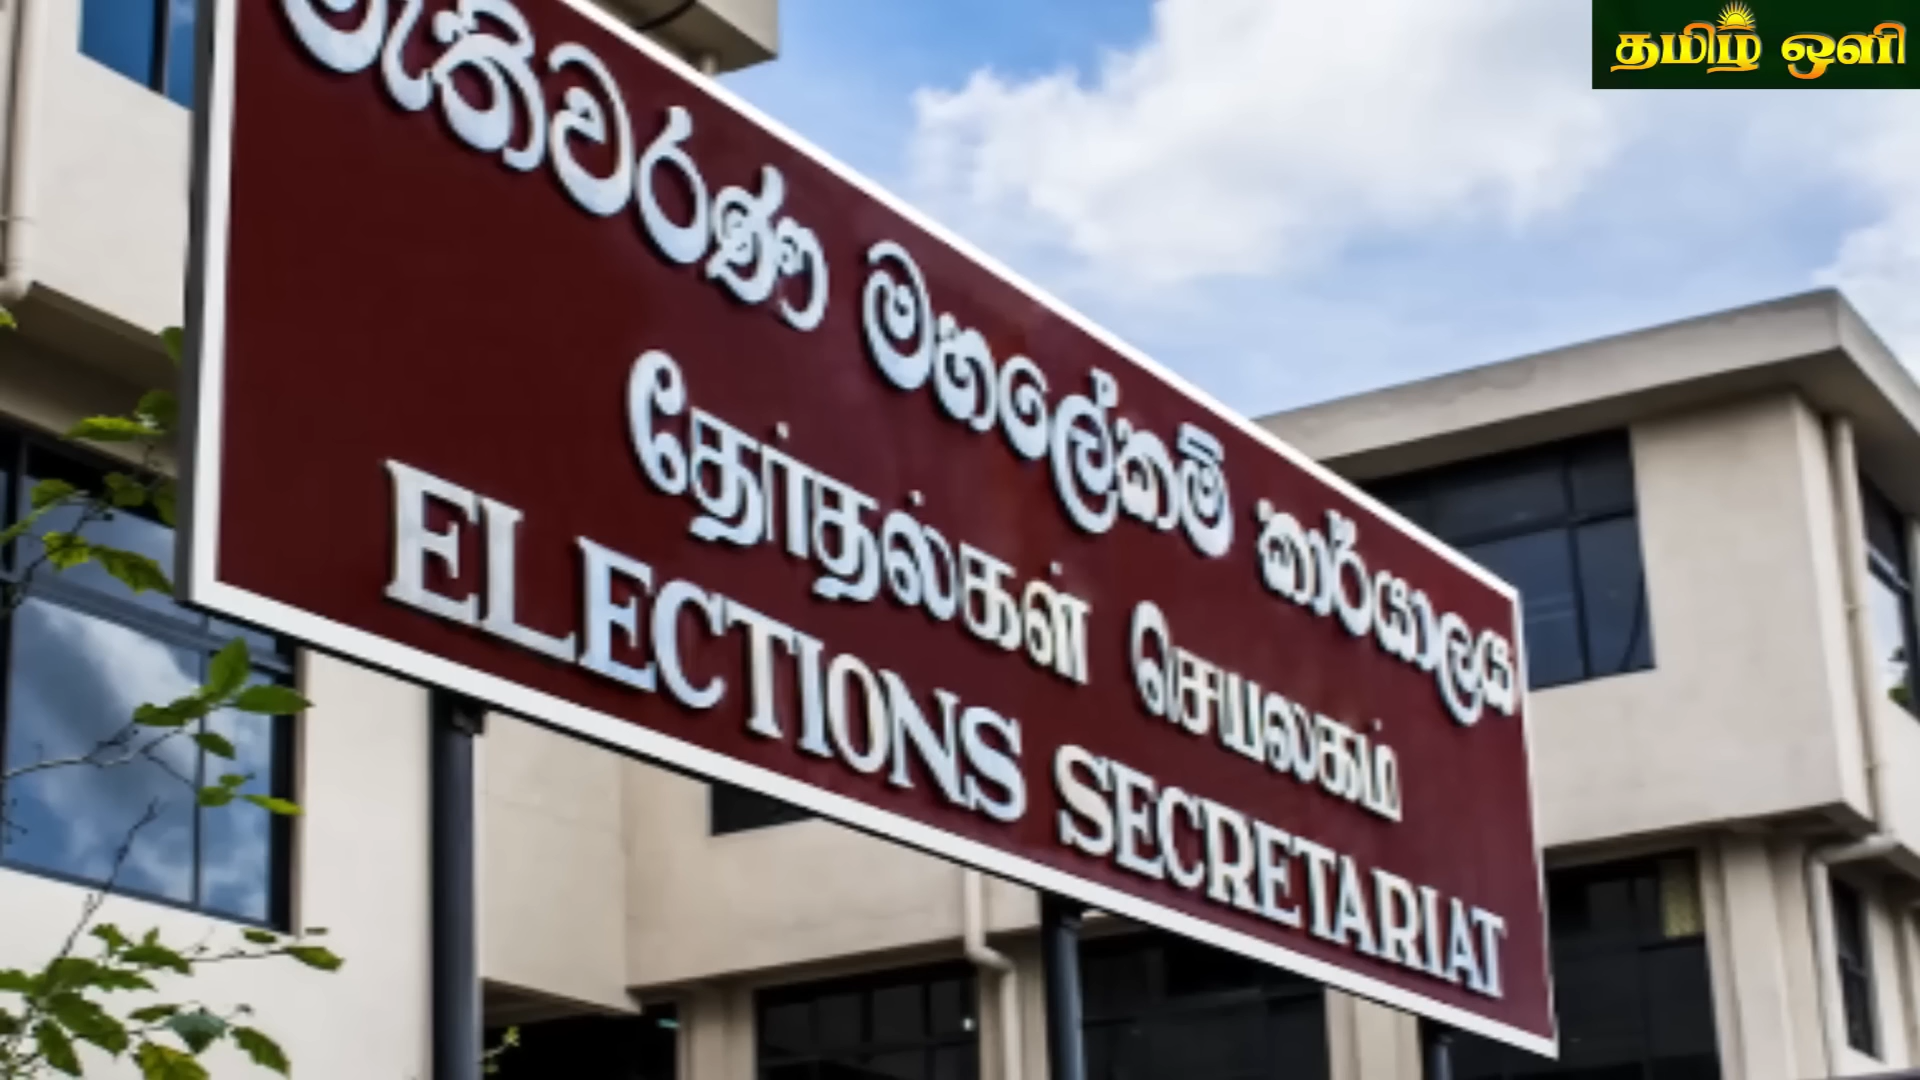 தமிழ் ஒளி
මැතිවරණ මහලේකම් කාර්යාලය
தேர்தல்கள் செயலகம்
ELECTIONS SECRETARIAT